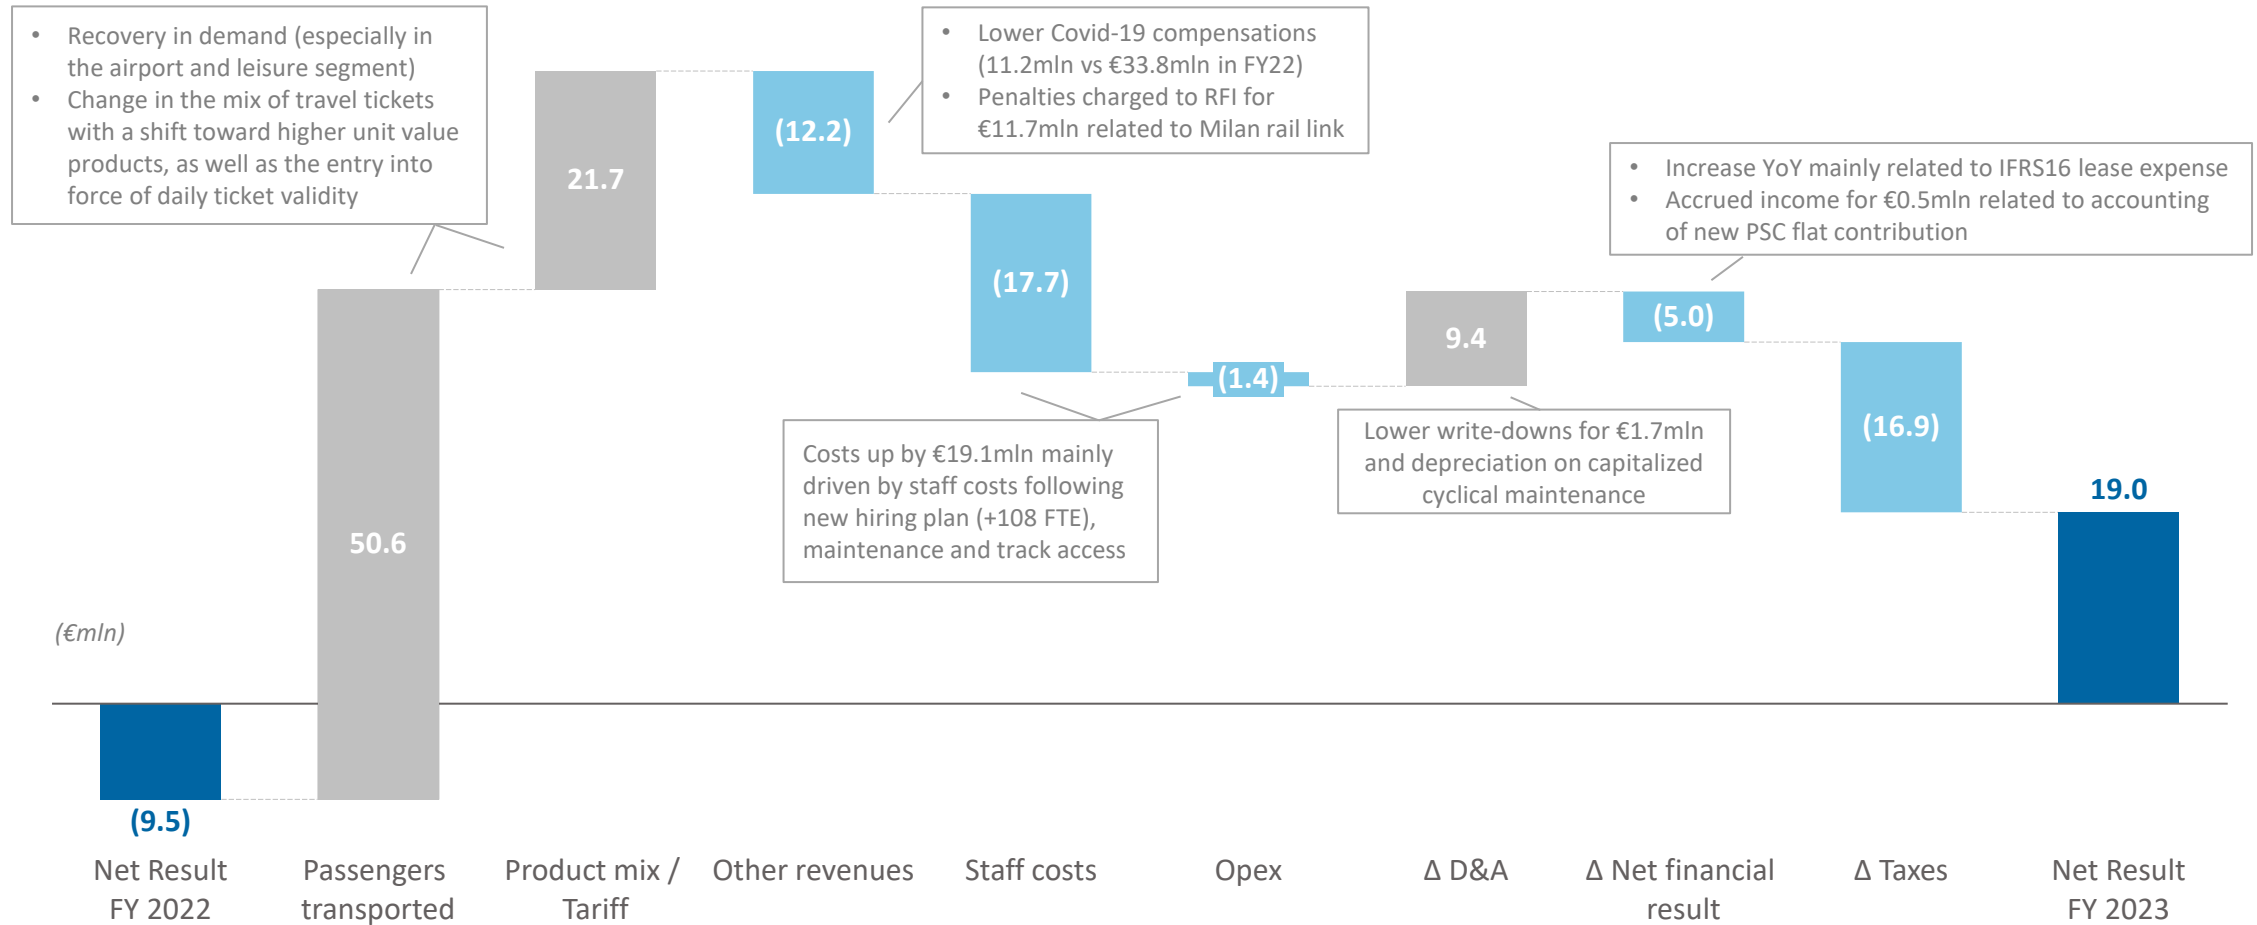 • Recovery in demand (especially in
the airport and leisure segment)
• Change in the mix of travel tickets
with a shift toward higher unit value
products, as well as the entry into
force of daily ticket validity
• Lower Covid-19 compensations
(11.2mln vs €33.8mln in FY22)
• Penalties charged to RFI for
€11.7mln related to Milan rail link
• Increase YoY mainly related to IFRS16 lease expense
• Accrued income for €0.5mln related to accounting
of new PSC flat contribution
Costs up by €19.1mln mainly
driven by staff costs following
new hiring plan (+108 FTE),
maintenance and track access
Lower write-downs for €1.7mln
and depreciation on capitalized
cyclical maintenance
(€mln)
(9.5)
50.6
21.7
(12.2)
(17.7)
(1.4)
9.4
(5.0)
(16.9)
19.0
Net Result
FY 2022
Passengers
transported
Product mix /
Tariff
Other revenues
Staff costs
Opex
Δ D&A
Δ Net financial
result
Δ Taxes
Net Result
FY 2023